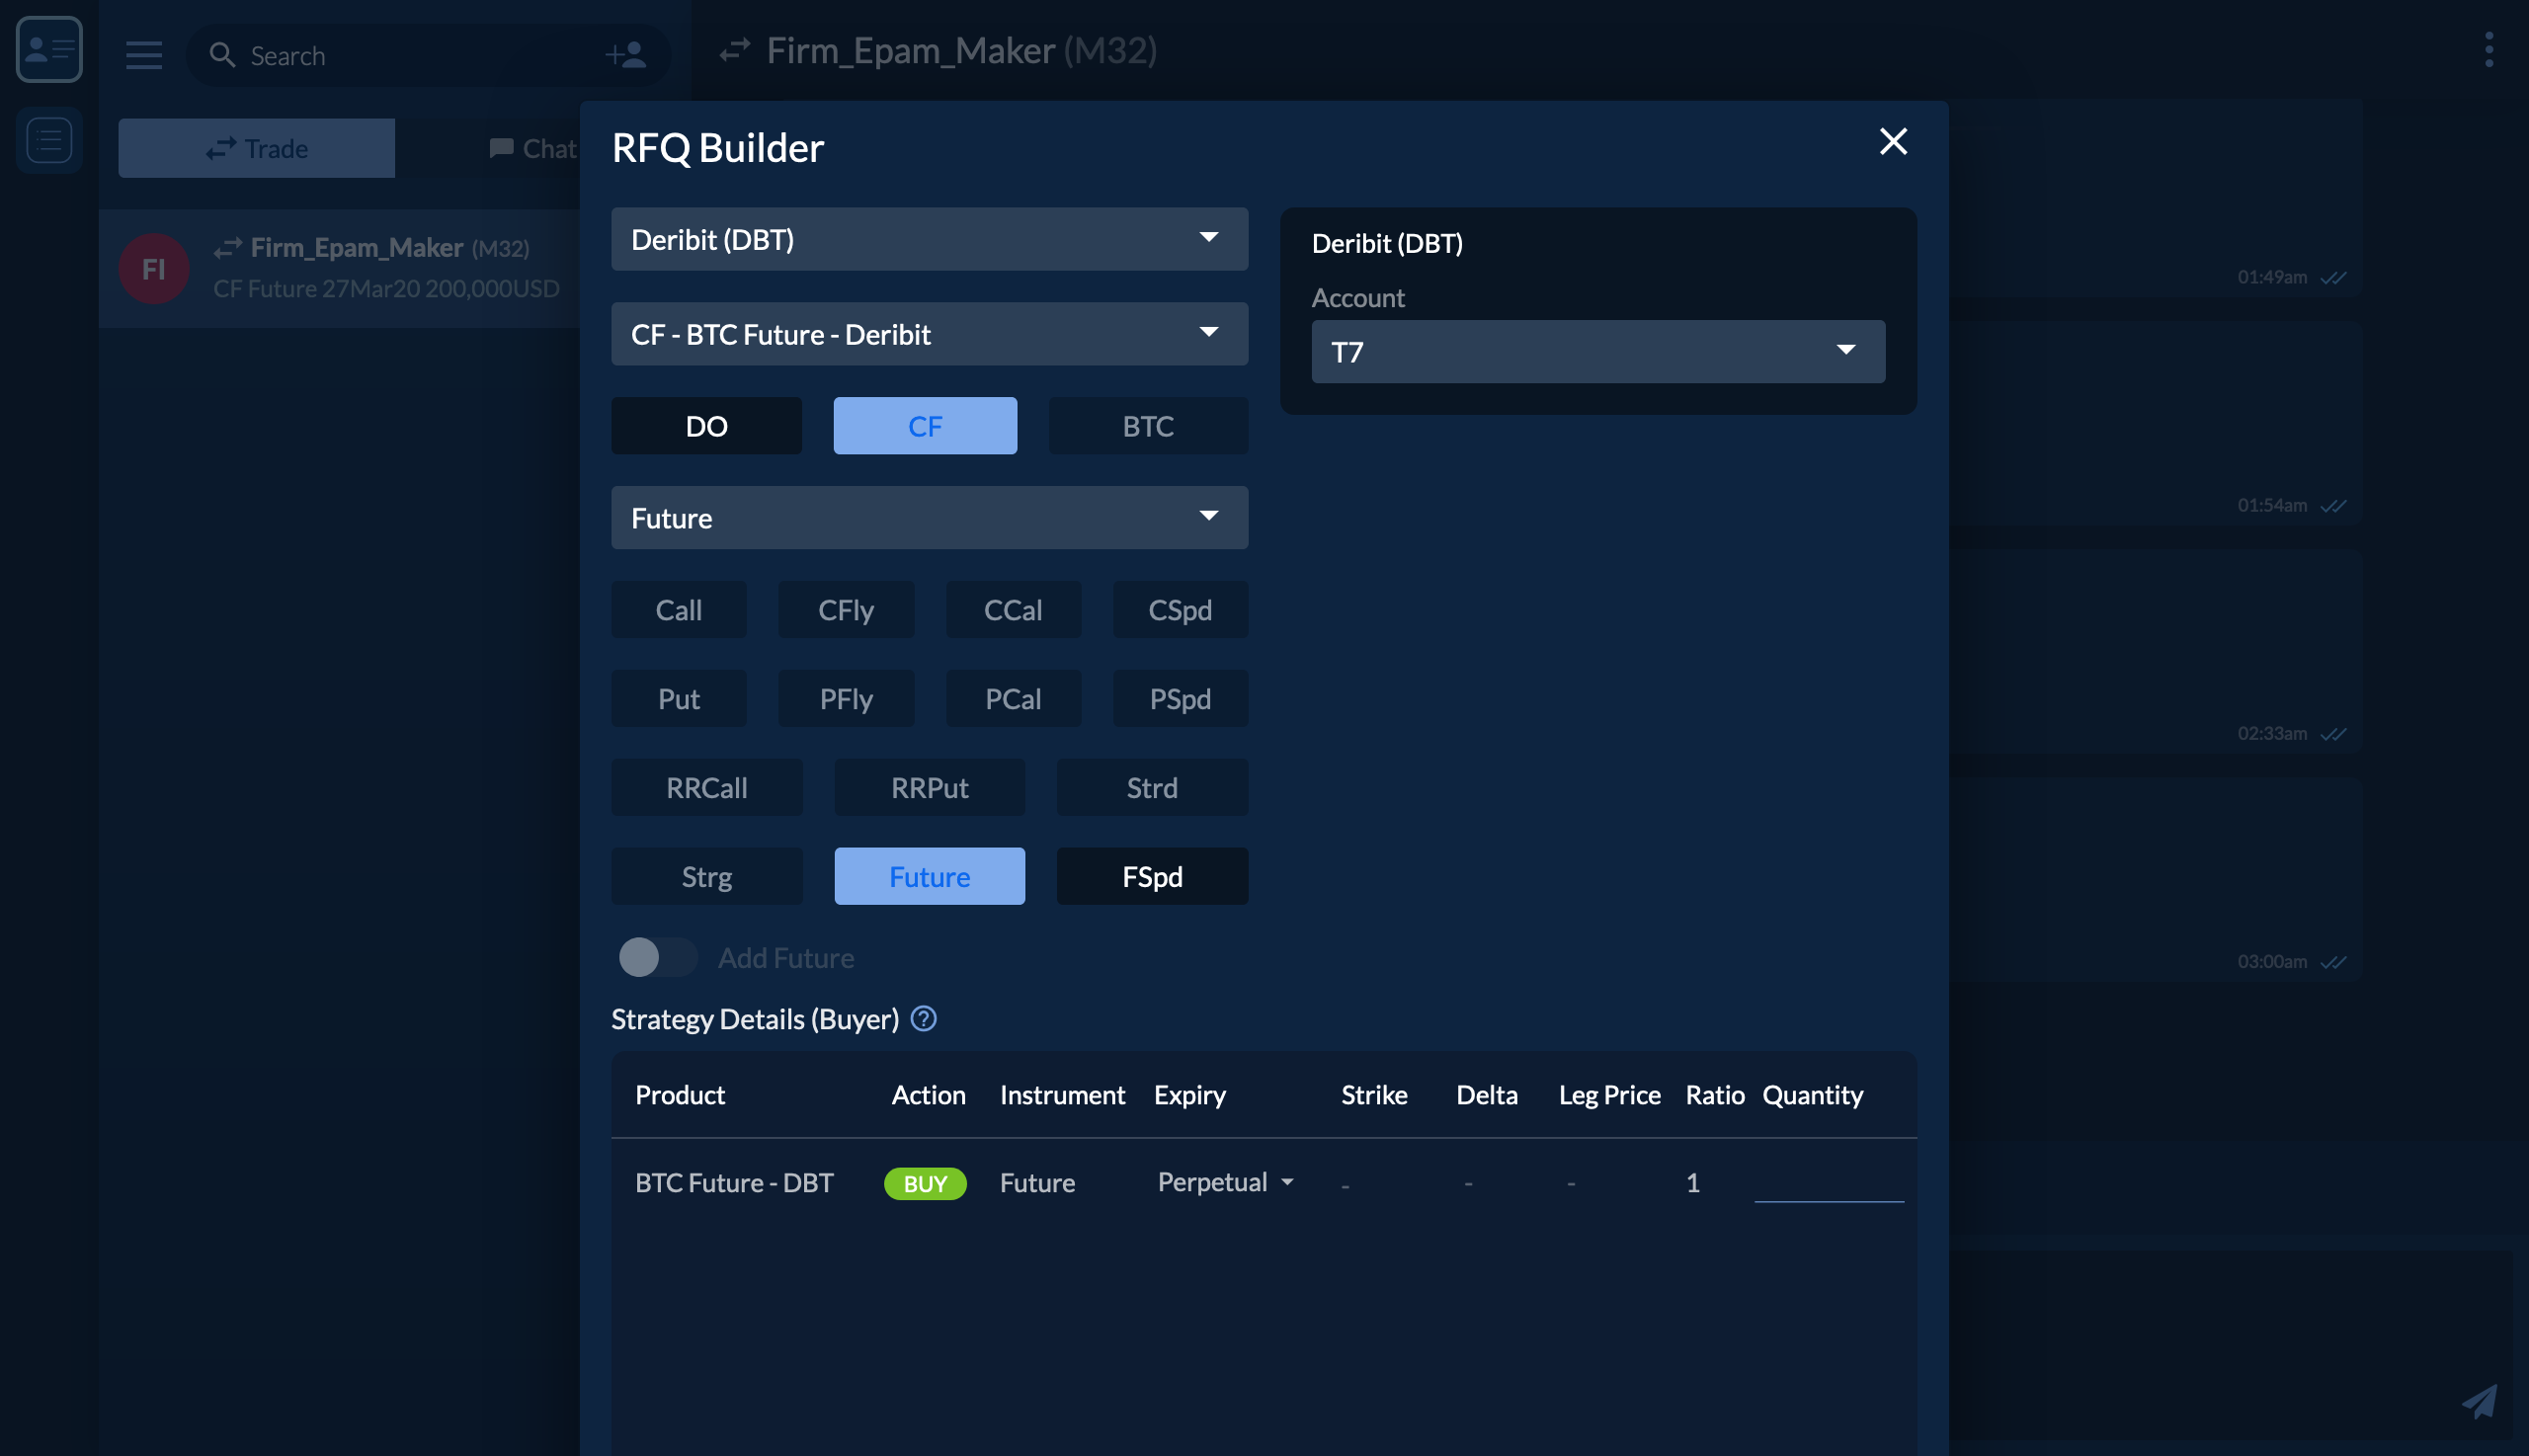 Search
Firm_Epam_Maker (M32)
Trade
Chat
FI
Firm_Epam_Maker (M32)
CF Future 27Mar20 200,000USD
RFQ Builder
Deribit (DBT)
CF - BTC Future - Deribit
DO CF BTC
Future
Call CFly CCal CSpd
Put PFly PCal PSpd
RRCall RRPut Strd
Strg Future FSpd
Add Future
Deribit (DBT)
Account
T7
Strategy Details (Buyer) ?
Product Action Instrument Expiry Strike Delta Leg Price Ratio Quantity
BTC Future - DBT BUY Future Perpetual - - - 1
01:49am
01:54am
02:33am
03:00am